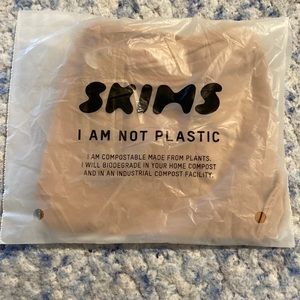 SKIMS
I AM NOT PLASTIC
I AM COMPOSTABLE MADE FROM PLANTS.
I WILL BIODEGRADE IN YOUR HOME COMPOST
AND IN AN INDUSTRIAL COMPOST FACILITY.